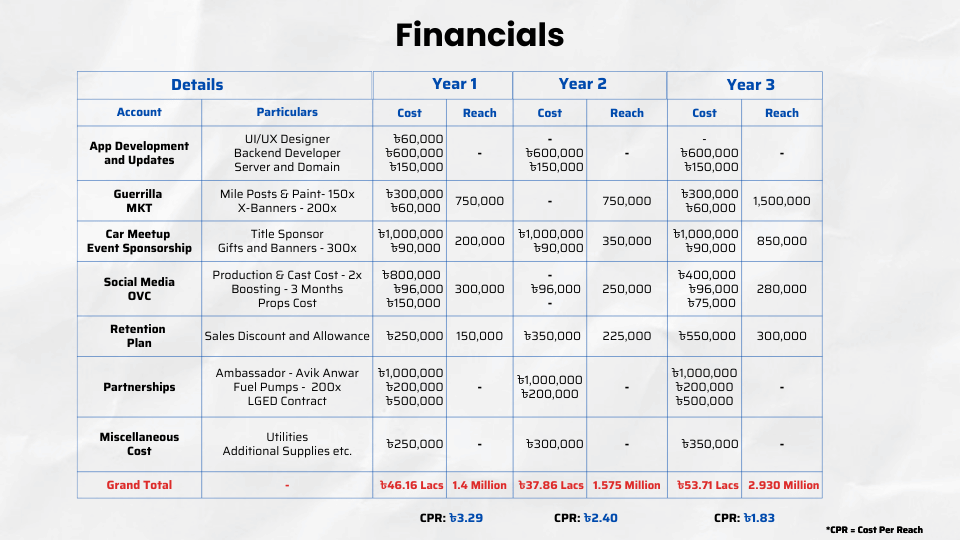 Financials
Details Year 1 Year 2 Year 3
Account Particulars Cost Reach Cost Reach Cost Reach
App Development and Updates
UI/UX Designer ৳60,000 - -
Backend Developer ৳600,000 - ৳600,000 - ৳600,000 -
Server and Domain ৳150,000 ৳150,000 ৳150,000
Guerrilla MKT
Mile Posts & Paint- 150x ৳300,000 750,000 - 750,000 ৳300,000 1,500,000
X-Banners - 200x ৳60,000 ৳60,000
Car Meetup Event Sponsorship
Title Sponsor ৳1,000,000 200,000 ৳1,000,000 350,000 ৳1,000,000 850,000
Gifts and Banners - 300x ৳90,000 ৳90,000 ৳90,000
Social Media OVC
Production & Cast Cost - 2x ৳800,000 - ৳400,000
Boosting - 3 Months ৳96,000 300,000 ৳96,000 250,000 ৳96,000 280,000
Props Cost ৳150,000 - ৳75,000
Retention Plan
Sales Discount and Allowance ৳250,000 150,000 ৳350,000 225,000 ৳550,000 300,000
Partnerships
Ambassador - Avik Anwar ৳1,000,000 ৳1,000,000 ৳1,000,000
Fuel Pumps - 200x ৳200,000 - ৳200,000 - ৳200,000 -
LGED Contract ৳500,000 ৳500,000
Miscellaneous Cost
Utilities
Additional Supplies etc. ৳250,000 - ৳300,000 - ৳350,000 -
Grand Total - ৳46.16 Lacs 1.4 Million ৳37.86 Lacs 1.575 Million ৳53.71 Lacs 2.930 Million
CPR: ৳3.29 CPR: ৳2.40 CPR: ৳1.83
*CPR = Cost Per Reach